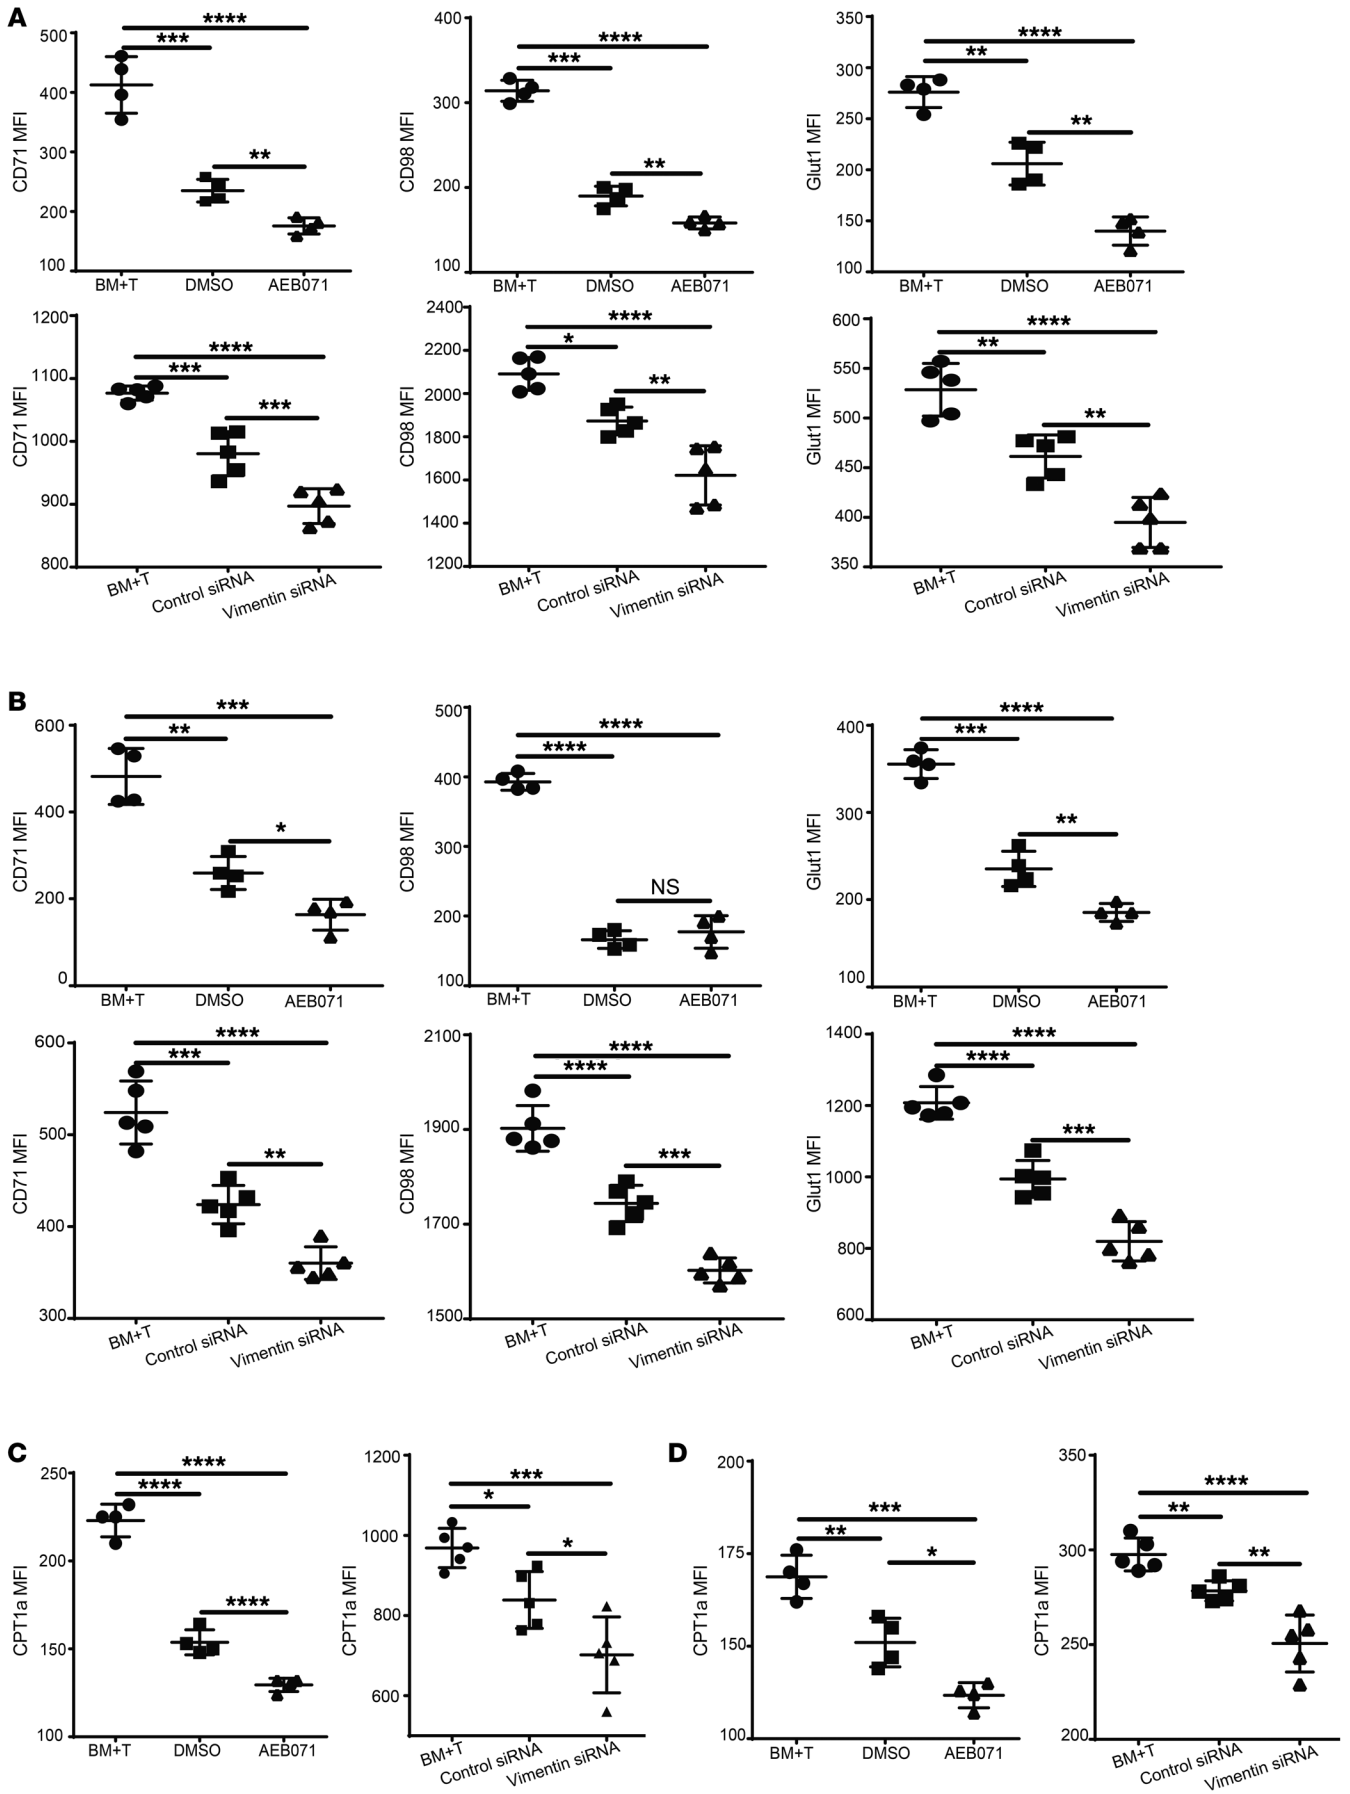 A
****
***
**
CD71 MFI
500
400
300
200
100
BM+T
DMSO
AEB071
****
***
**
CD98 MFI
400
300
200
100
BM+T
DMSO
AEB071
****
**
**
Glut1 MFI
350
300
250
200
150
100
BM+T
DMSO
AEB071
****
***
***
CD71 MFI
1200
1100
1000
900
800
BM+T
Control siRNA
Vimentin siRNA
****
*
**
CD98 MFI
2400
2200
2000
1800
1600
1400
1200
BM+T
Control siRNA
Vimentin siRNA
****
**
**
Glut1 MFI
600
550
500
450
400
350
BM+T
Control siRNA
Vimentin siRNA
B
***
**
*
CD71 MFI
600
400
200
0
BM+T
DMSO
AEB071
****
****
NS
CD98 MFI
500
400
300
200
100
BM+T
DMSO
AEB071
****
***
**
Glut1 MFI
400
300
200
100
BM+T
DMSO
AEB071
****
***
**
CD71 MFI
600
500
400
300
BM+T
Control siRNA
Vimentin siRNA
****
****
***
CD98 MFI
2100
1900
1700
1500
BM+T
Control siRNA
Vimentin siRNA
****
****
***
Glut1 MFI
1400
1200
1000
800
600
BM+T
Control siRNA
Vimentin siRNA
C
****
****
****
CPT1a MFI
250
200
150
100
BM+T
DMSO
AEB071
***
*
*
CPT1a MFI
1200
1000
800
600
BM+T
Control siRNA
Vimentin siRNA
D
***
**
*
CPT1a MFI
200
175
150
100
BM+T
DMSO
AEB071
****
**
**
CPT1a MFI
350
300
250
200
BM+T
Control siRNA
Vimentin siRNA